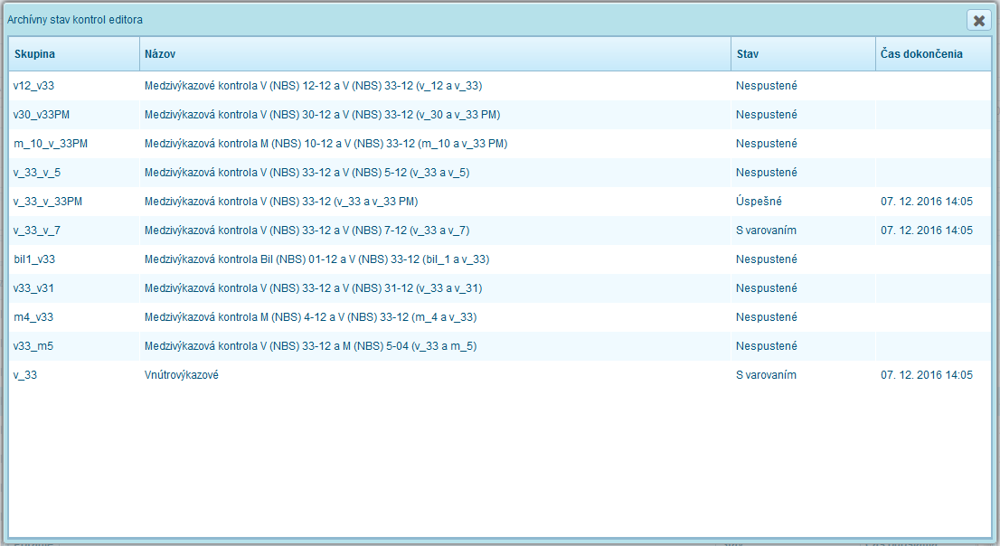 Archívny stav kontrol editora
Skupina Názov Stav Čas dokončenia
v12_v33 Medzivýkazové kontrola V (NBS) 12-12 a V (NBS) 33-12 (v_12 a v_33) Nespustené
v30_v33PM Medzivýkazová kontrola V (NBS) 30-12 a V (NBS) 33-12 (v_30 a v_33 PM) Nespustené
m_10_v_33PM Medzivýkazová kontrola M (NBS) 10-12 a V (NBS) 33-12 (m_10 a v_33 PM) Nespustené
v_33_v_5 Medzivýkazová kontrola V (NBS) 33-12 a V (NBS) 5-12 (v_33 a v_5) Nespustené
v_33_v_33PM Medzivýkazová kontrola V (NBS) 33-12 (v_33 a v_33 PM) Úspešné 07. 12. 2016 14:05
v_33_v_7 Medzivýkazová kontrola V (NBS) 33-12 a V (NBS) 7-12 (v_33 a v_7) S varovaním 07. 12. 2016 14:05
bil1_v33 Medzivýkazová kontrola Bil (NBS) 01-12 a V (NBS) 33-12 (bil_1 a v_33) Nespustené
v33_v31 Medzivýkazová kontrola V (NBS) 33-12 a V (NBS) 31-12 (v_33 a v_31) Nespustené
m4_v33 Medzivýkazová kontrola M (NBS) 4-12 a V (NBS) 33-12 (m_4 a v_33) Nespustené
v33_m5 Medzivýkazová kontrola V (NBS) 33-12 a M (NBS) 5-04 (v_33 a m_5) Nespustené
v_33 Vnútrovýkazové S varovaním 07. 12. 2016 14:05